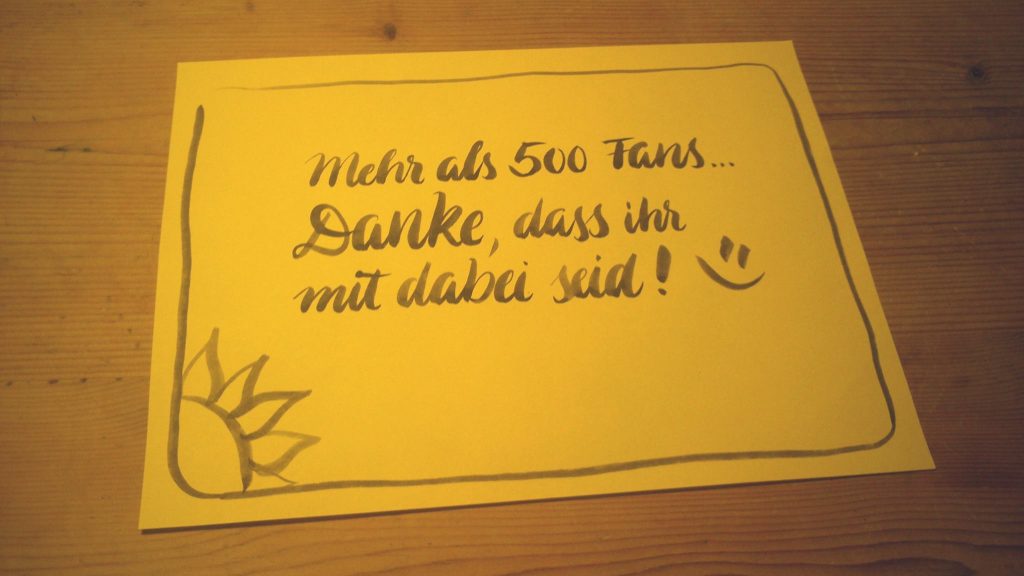 Mehr als 500 Fans...
Danke, dass ihr
mit dabei seid!